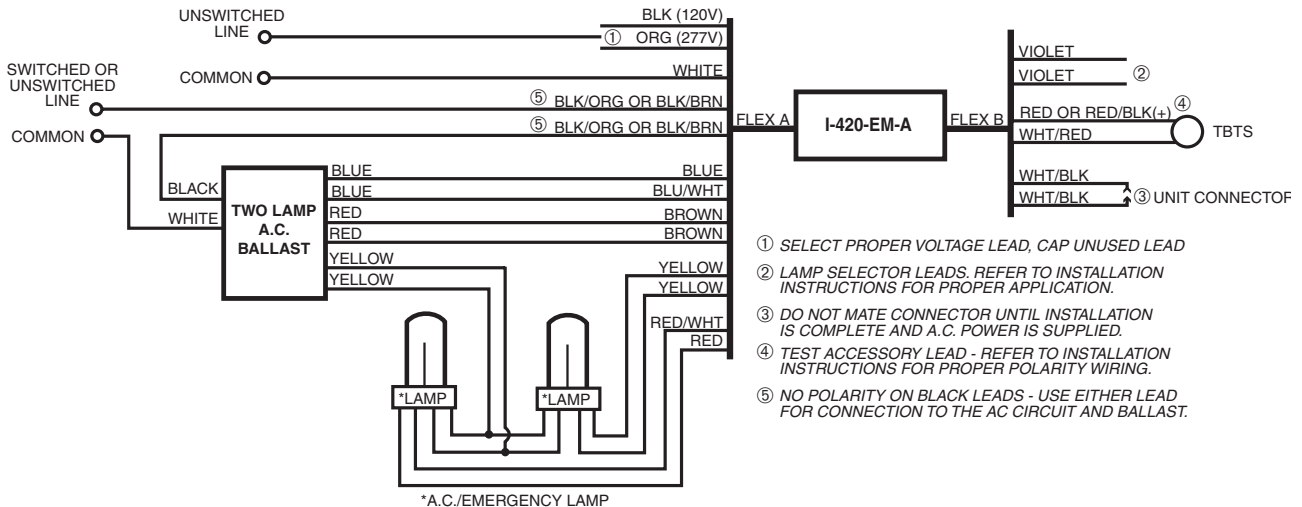 UNSWITCHED
LINE
BLK (120V)
① ORG (277V)
COMMON
WHITE
SWITCHED OR
UNSWITCHED
LINE
⑤ BLK/ORG OR BLK/BRN
COMMON
⑤ BLK/ORG OR BLK/BRN
BLACK
WHITE
TWO LAMP
A.C.
BALLAST
BLUE
BLUE
RED
RED
YELLOW
YELLOW
BLUE
BLU/WHT
BROWN
BROWN
YELLOW
YELLOW
RED/WHT
RED
*LAMP
*LAMP
*A.C./EMERGENCY LAMP
FLEX A
I-420-EM-A
FLEX B
VIOLET
VIOLET
②
RED OR RED/BLK(+) ④
WHT/RED
TBTS
WHT/BLK
WHT/BLK
③ UNIT CONNECTOR
① SELECT PROPER VOLTAGE LEAD, CAP UNUSED LEAD
② LAMP SELECTOR LEADS. REFER TO INSTALLATION
INSTRUCTIONS FOR PROPER APPLICATION.
③ DO NOT MATE CONNECTOR UNTIL INSTALLATION
IS COMPLETE AND A.C. POWER IS SUPPLIED.
④ TEST ACCESSORY LEAD - REFER TO INSTALLATION
INSTRUCTIONS FOR PROPER POLARITY WIRING.
⑤ NO POLARITY ON BLACK LEADS - USE EITHER LEAD
FOR CONNECTION TO THE AC CIRCUIT AND BALLAST.